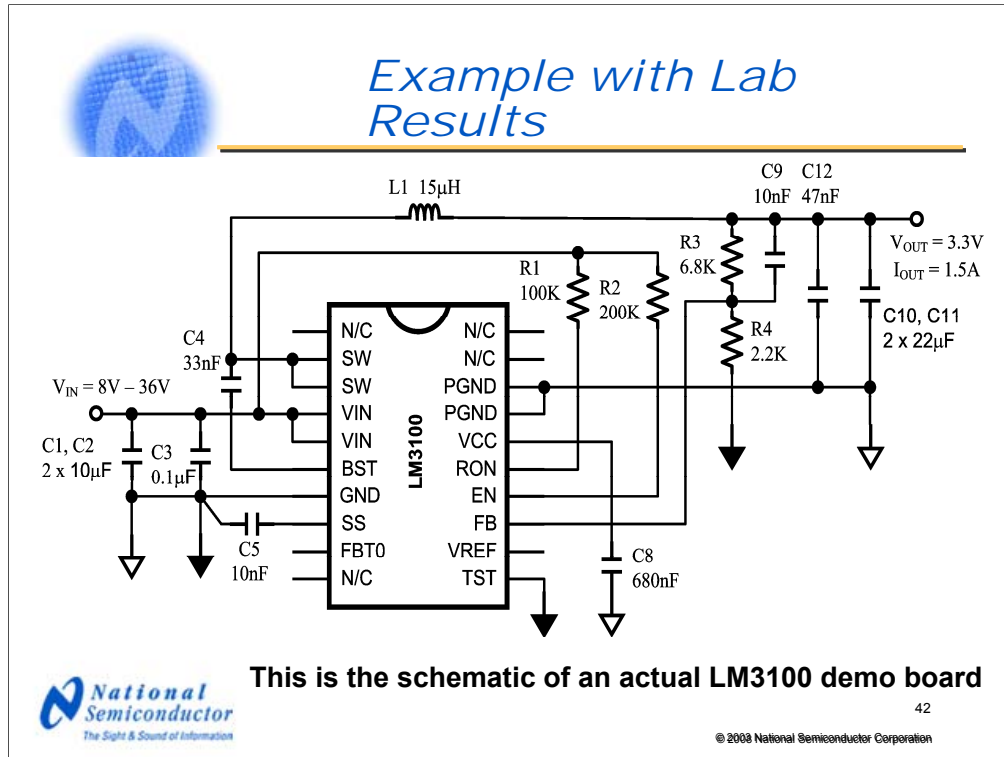 Example with Lab
Results
L1 15μH
C9 C12
10nF 47nF
R3
6.8K
VOUT = 3.3V
IOUT = 1.5A
R1
100K
R2
200K
C10, C11
2 x 22μF
R4
2.2K
C4
33nF
VIN = 8V – 36V
C1, C2
2 x 10μF
C3
0.1μF
C5
10nF
C8
680nF
LM3100
N/C
SW
SW
VIN
VIN
BST
GND
SS
FBT0
N/C
N/C
N/C
PGND
PGND
VCC
RON
EN
FB
VREF
TST
This is the schematic of an actual LM3100 demo board
National
Semiconductor
The Sight & Sound of Information
42
© 2003 National Semiconductor Corporation